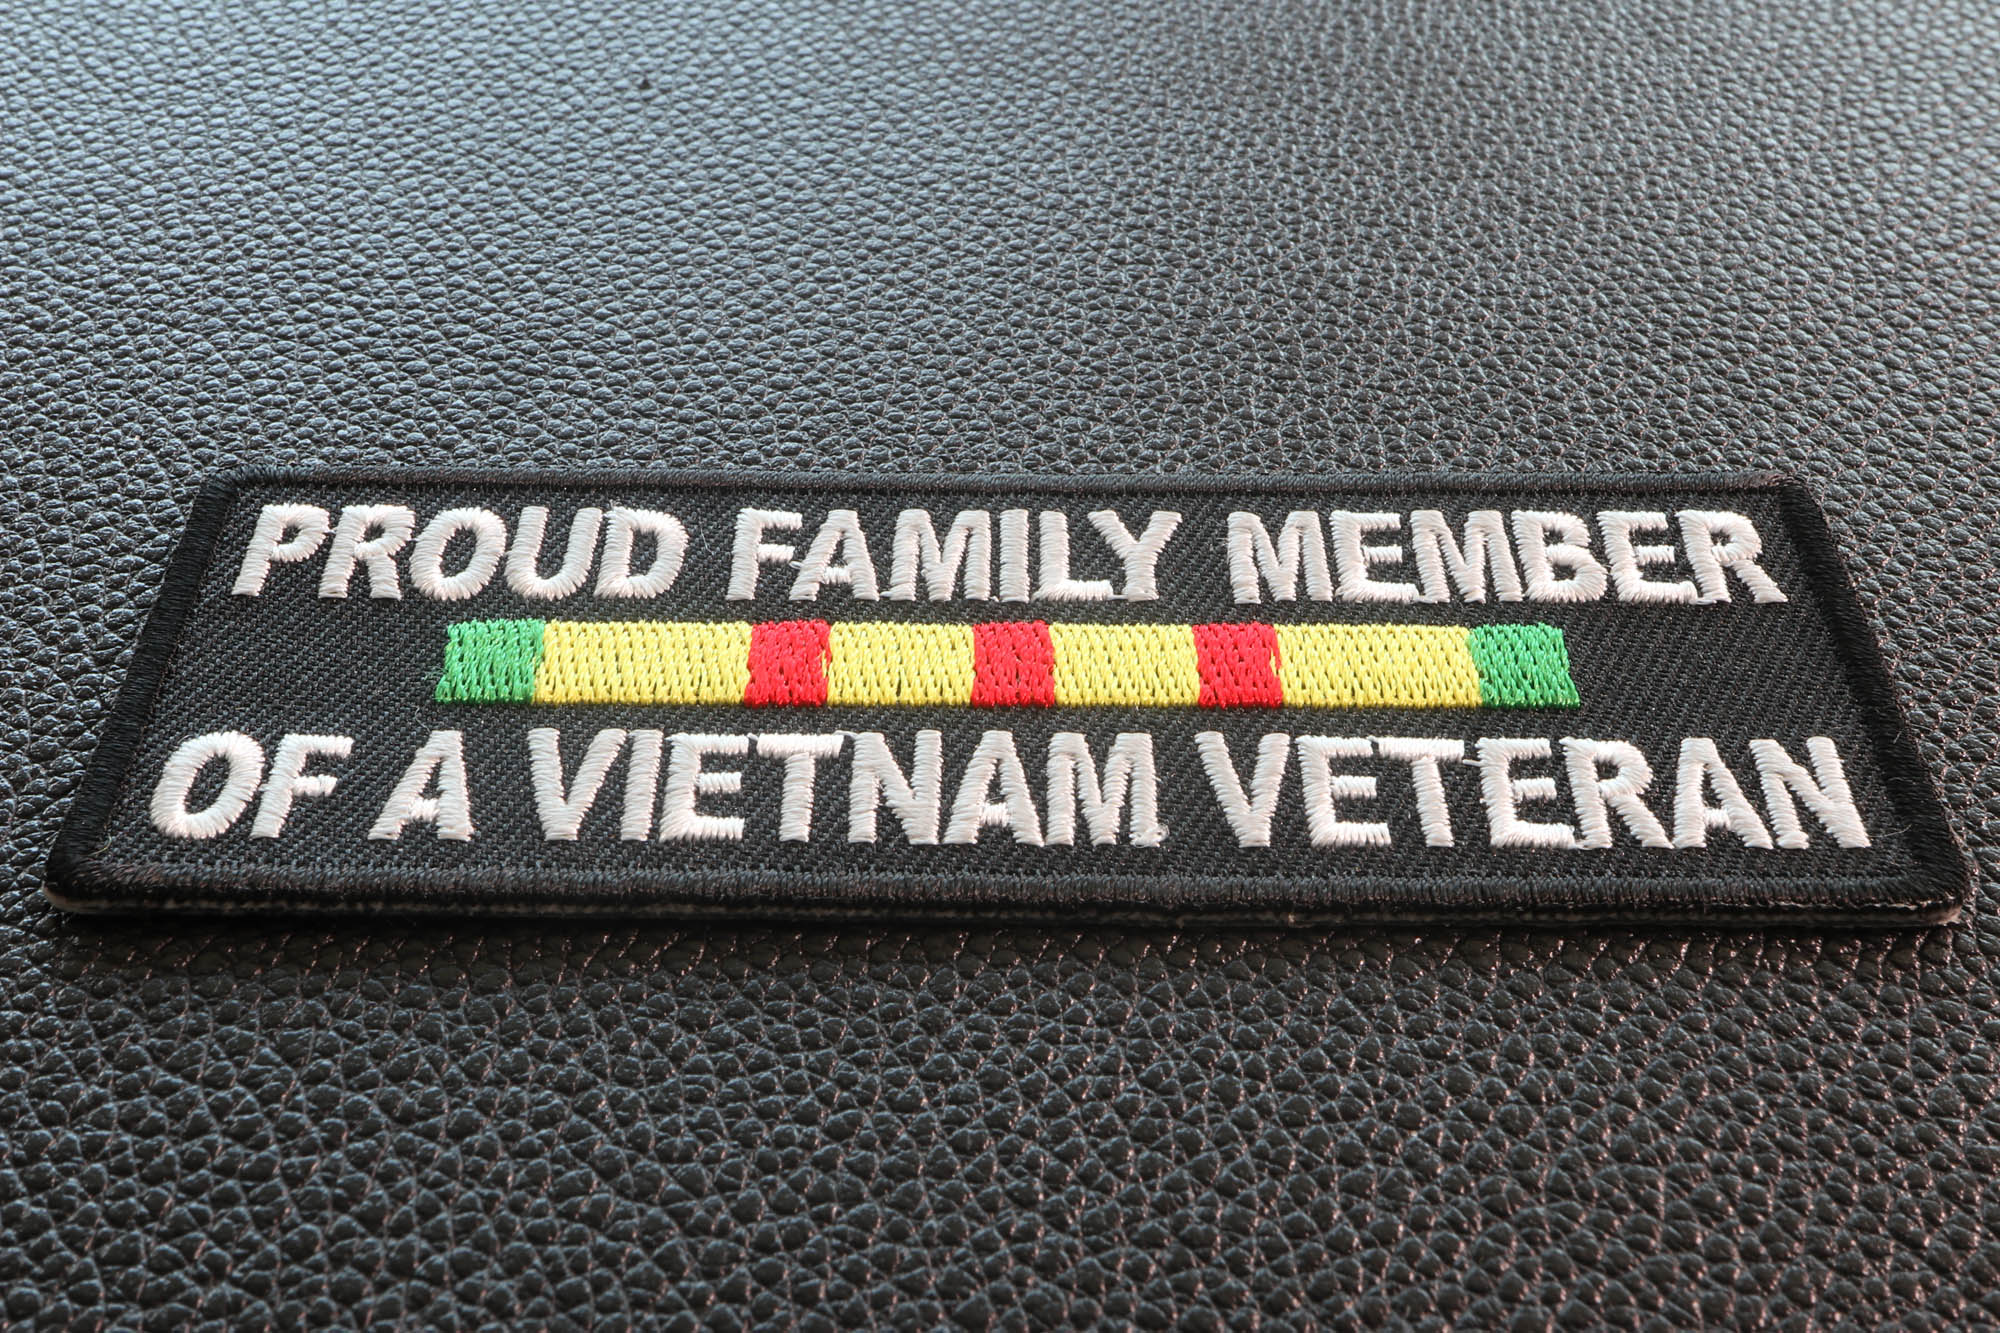 PROUD FAMILY MEMBER
OF A VIETNAM VETERAN